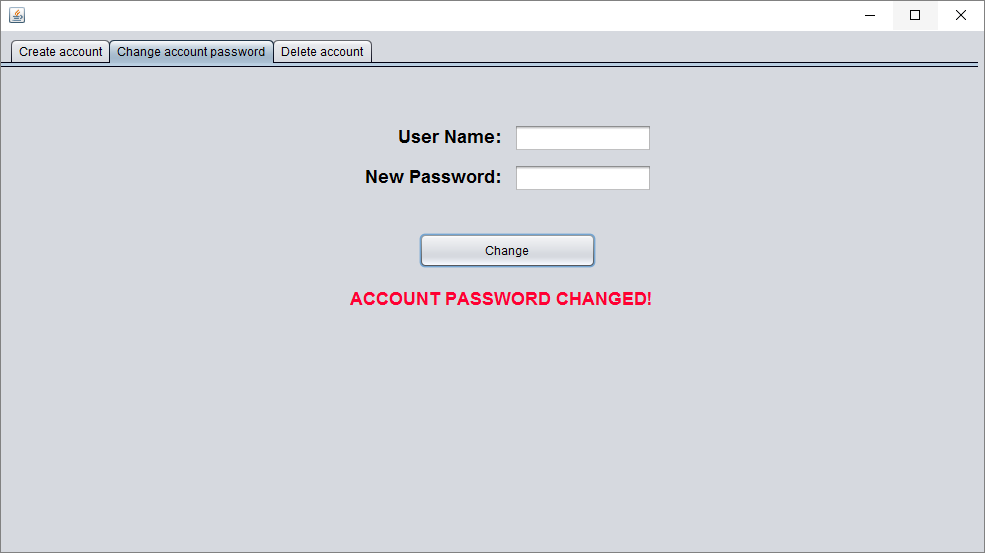 Create account Change account password Delete account
User Name:
New Password:
Change
ACCOUNT PASSWORD CHANGED!